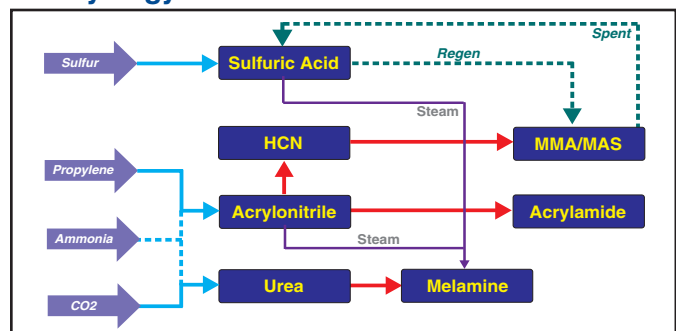 Spent
Regen
Sulfur
Sulfuric Acid
Steam
HCN
MMA/MAS
Propylene
Acrylonitrile
Acrylamide
Ammonia
Steam
CO2
Urea
Melamine